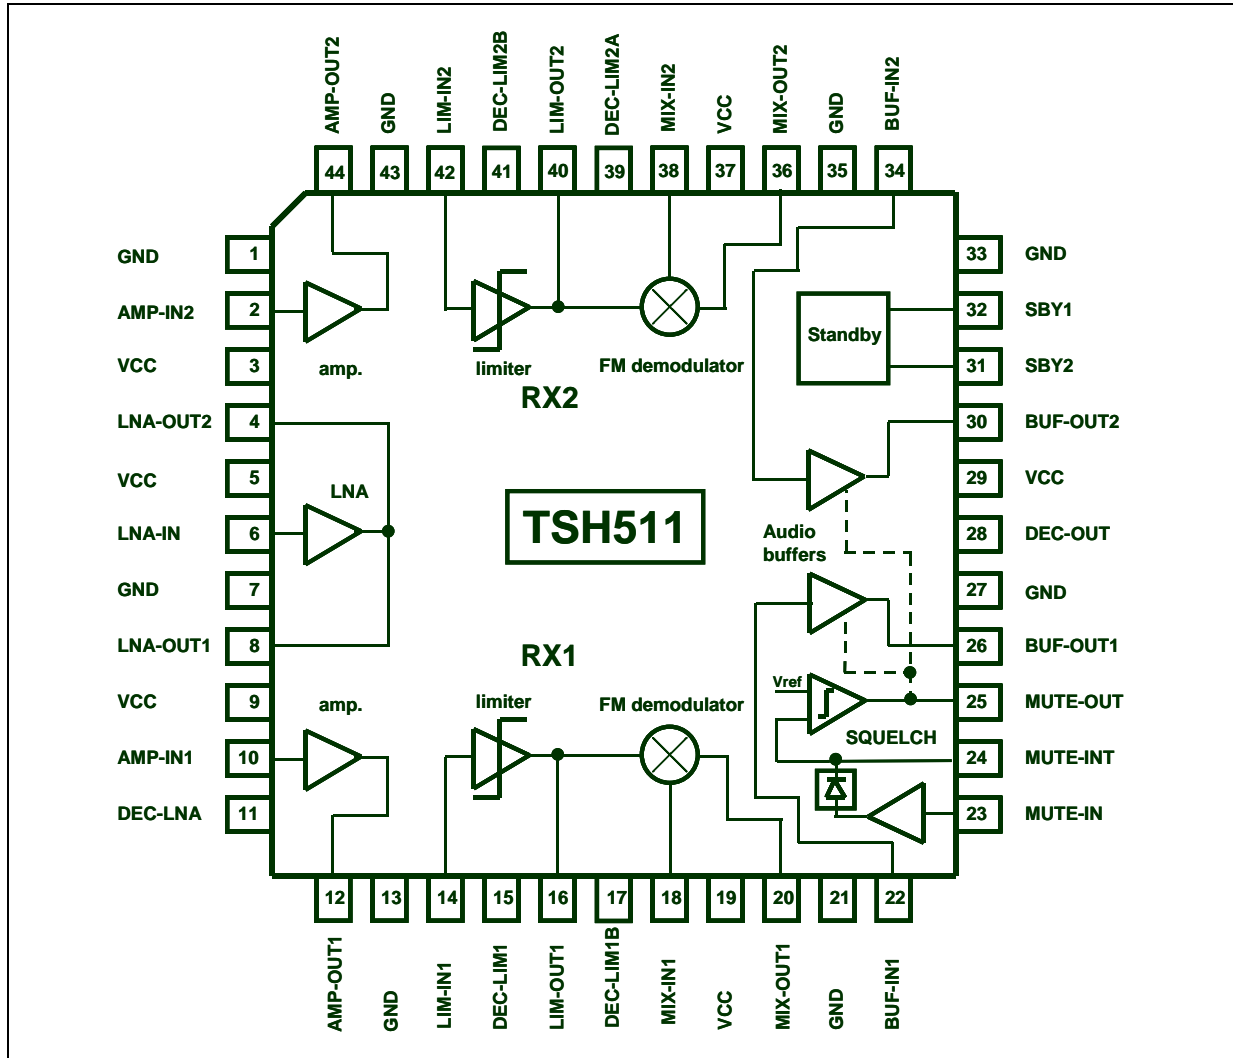 AMP-OUT2
GND
LIM-IN2
DEC-LIM2B
LIM-OUT2
DEC-LIM2A
MIX-IN2
VCC
MIX-OUT2
GND
BUF-IN2
44 43 42 41 40 39 38 37 36 35 34
GND 1
AMP-IN2 2
VCC 3
LNA-OUT2 4
VCC 5
LNA-IN 6
GND 7
LNA-OUT1 8
VCC 9
AMP-IN1 10
DEC-LNA 11
amp.
limiter
FM demodulator
RX2
Standby
LNA
TSH511
Audio
buffers
RX1
amp.
limiter
FM demodulator
Vref
SQUELCH
33 GND
32 SBY1
31 SBY2
30 BUF-OUT2
29 VCC
28 DEC-OUT
27 GND
26 BUF-OUT1
25 MUTE-OUT
24 MUTE-INT
23 MUTE-IN
12 13 14 15 16 17 18 19 20 21 22
AMP-OUT1
GND
LIM-IN1
DEC-LIM1
LIM-OUT1
DEC-LIM1B
MIX-IN1
VCC
MIX-OUT1
GND
BUF-IN1